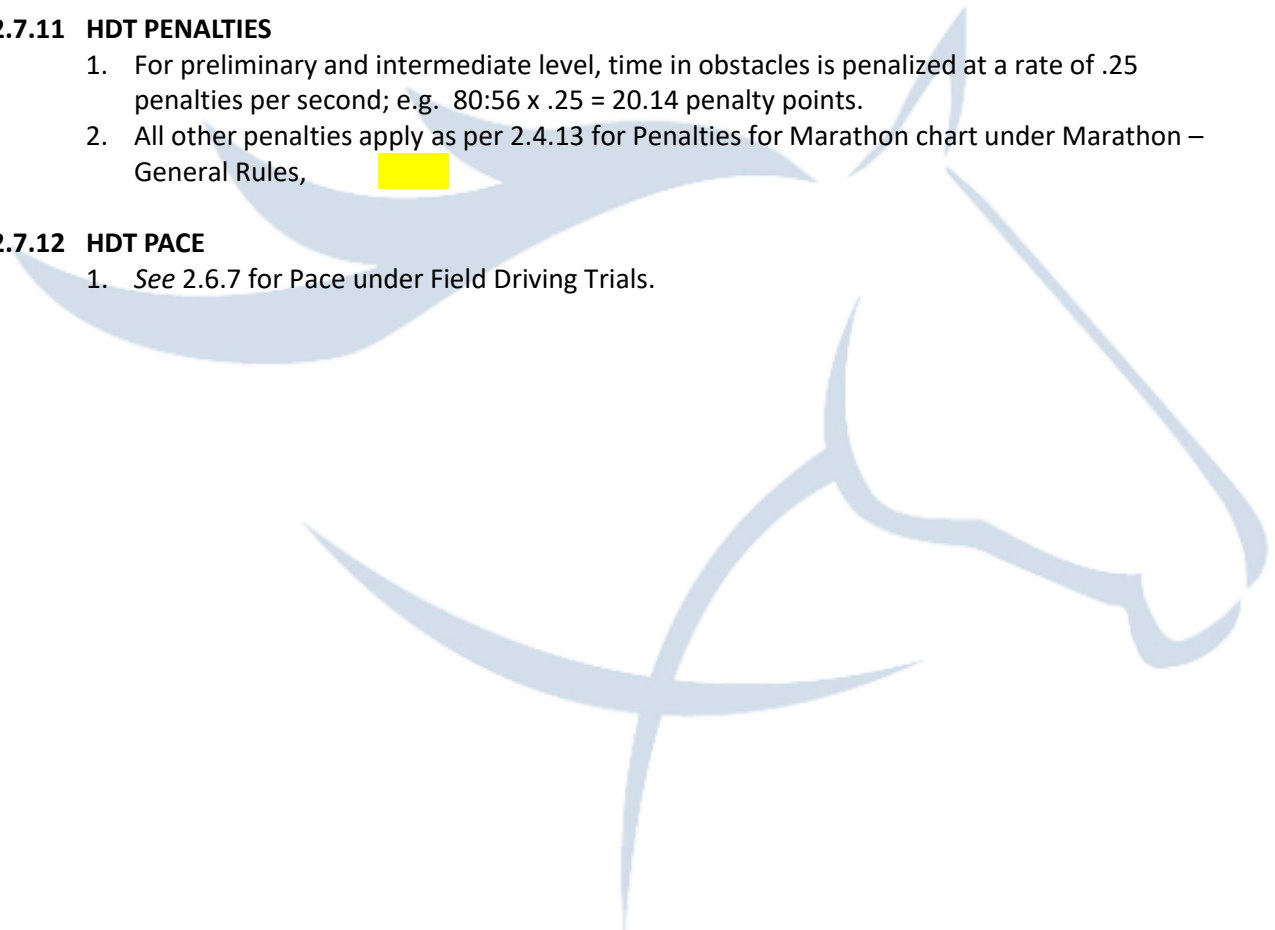 2.7.11 HDT PENALTIES
1. For preliminary and intermediate level, time in obstacles is penalized at a rate of .25
penalties per second; e.g. 80:56 x .25 = 20.14 penalty points.
2. All other penalties apply as per 2.4.13 for Penalties for Marathon chart under Marathon –
General Rules,
2.7.12 HDT PACE
1. See 2.6.7 for Pace under Field Driving Trials.